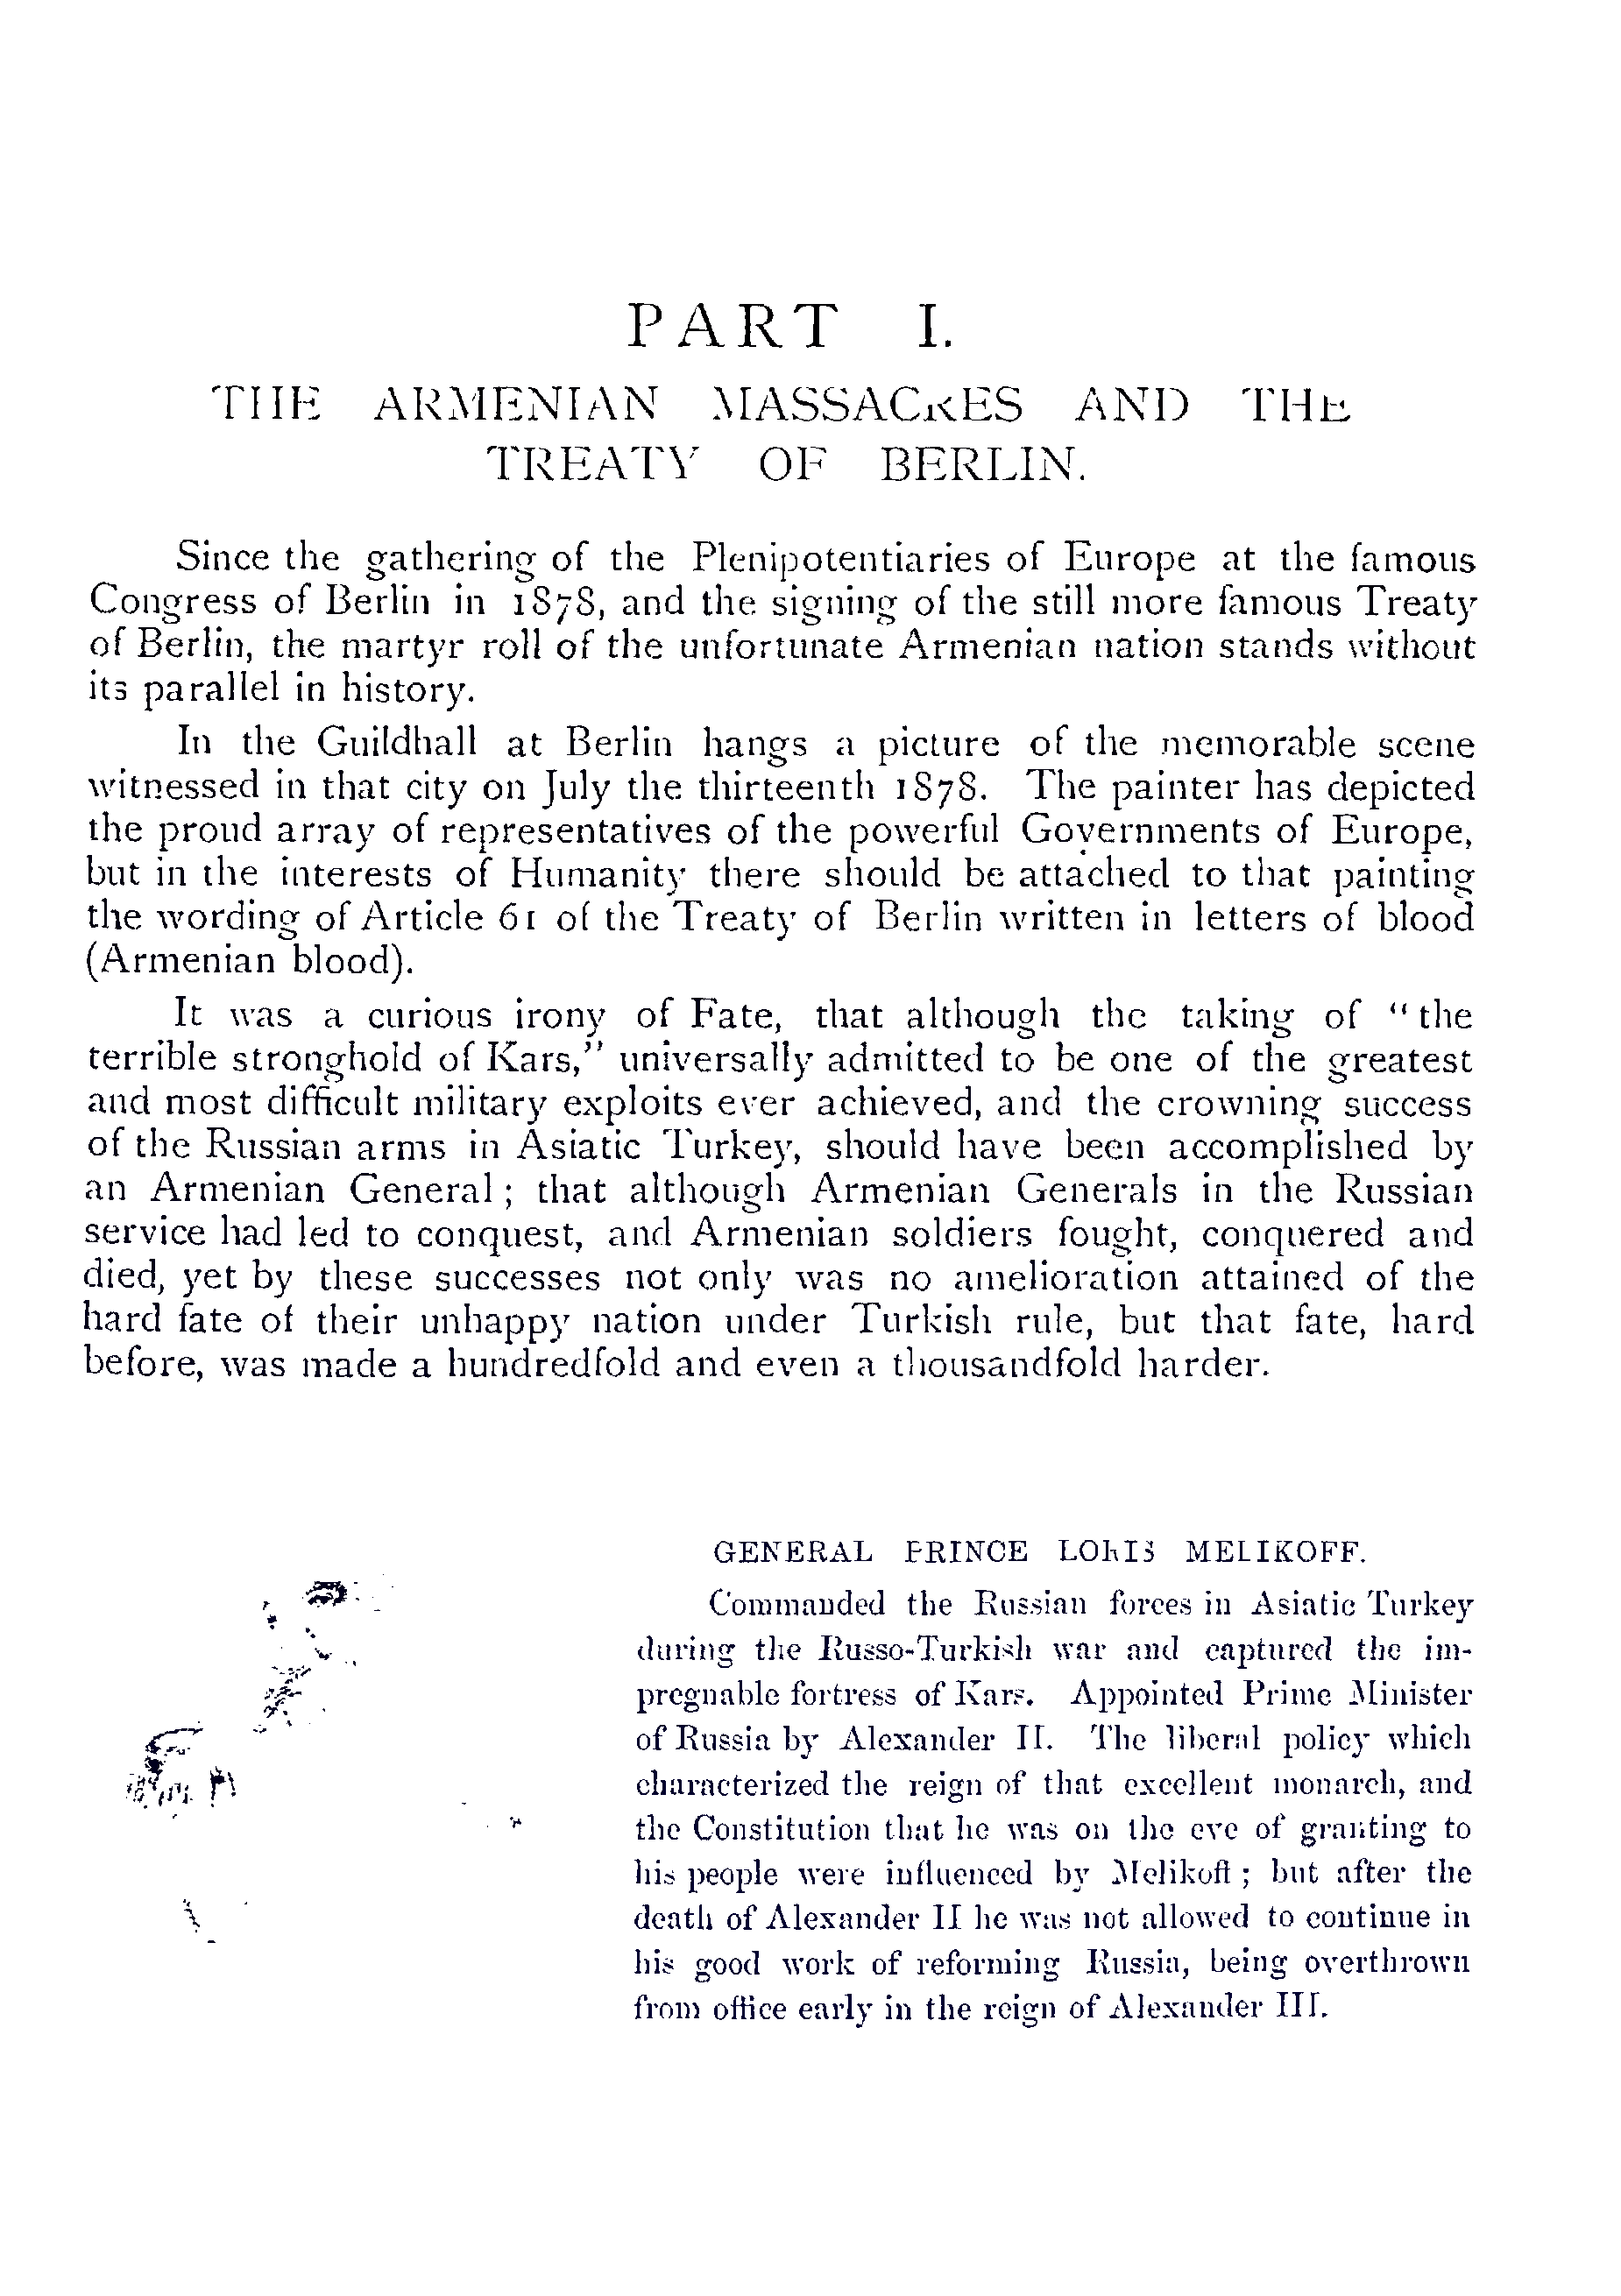 PART I.
THE ARMENIAN MASSACRES AND THE
TREATY OF BERLIN.
Since the gathering of the Plenipotentiaries of Europe at the famous
Congress of Berlin in 1878, and the signing of the still more famous Treaty
of Berlin, the martyr roll of the unfortunate Armenian nation stands without
its parallel in history.
In the Guildhall at Berlin hangs a picture of the memorable scene
witnessed in that city on July the thirteenth 1878. The painter has depicted
the proud array of representatives of the powerful Governments of Europe,
but in the interests of Humanity there should be attached to that painting
the wording of Article 61 of the Treaty of Berlin written in letters of blood
(Armenian blood).
It was a curious irony of Fate, that although the taking of "the
terrible stronghold of Kars," universally admitted to be one of the greatest
and most difficult military exploits ever achieved, and the crowning success
of the Russian arms in Asiatic Turkey, should have been accomplished by
an Armenian General; that although Armenian Generals in the Russian
service had led to conquest, and Armenian soldiers fought, conquered and
died, yet by these successes not only was no amelioration attained of the
hard fate of their unhappy nation under Turkish rule, but that fate, hard
before, was made a hundredfold and even a thousandfold harder.
GENERAL PRINCE LORIS MELIKOFF.
Commanded the Russian forces in Asiatic Turkey
during the Russo-Turkish war and captured the im-
pregnable fortress of Kars. Appointed Prime Minister
of Russia by Alexander II. The liberal policy which
characterized the reign of that excellent monarch, and
the Constitution that he was on the eve of granting to
his people were influenced by Melikoff; but after the
death of Alexander II he was not allowed to continue in
his good work of reforming Russia, being overthrown
from office early in the reign of Alexander III.